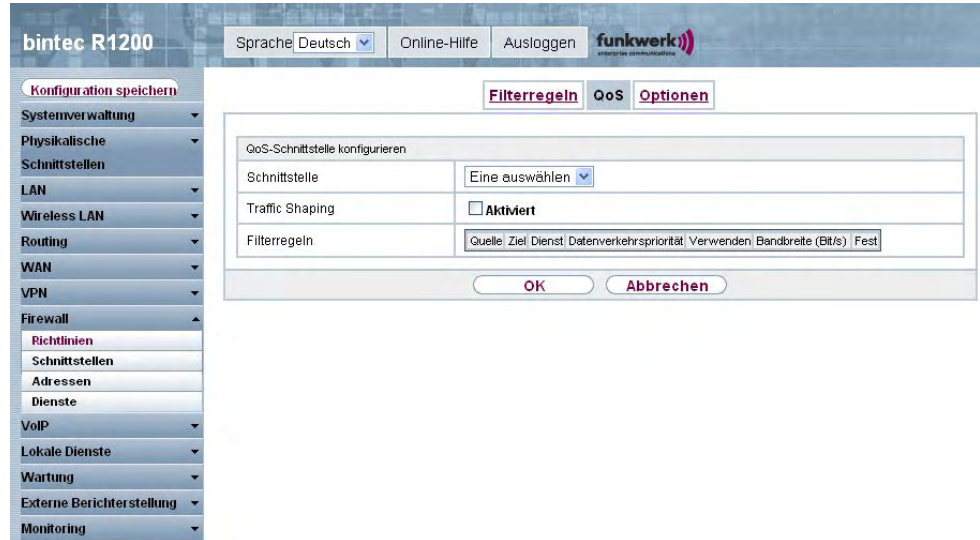 bintec R1200
Sprache Deutsch Online-Hilfe Ausloggen funkwerk
enterprise communications
Konfiguration speichern
Systemverwaltung
Physikalische
Schnittstellen
LAN
Wireless LAN
Routing
WAN
VPN
Firewall
Richtlinien
Schnittstellen
Adressen
Dienste
VoIP
Lokale Dienste
Wartung
Externe Berichterstellung
Monitoring
Filterregeln QoS Optionen
QoS-Schnittstelle konfigurieren
Schnittstelle Eine auswählen
Traffic Shaping Aktiviert
Filterregeln Quelle Ziel Dienst Datenverkehrspriorität Verwenden Bandbreite (Bit/s) Fest
OK Abbrechen